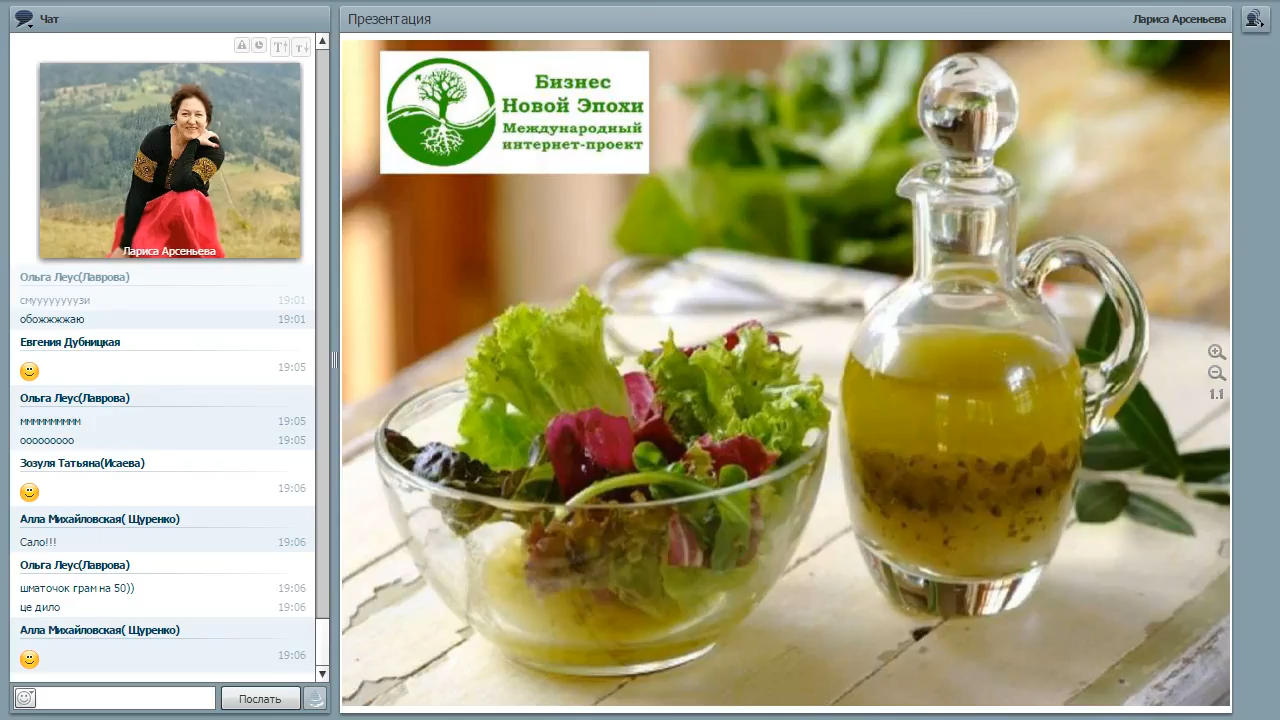 Чат
Презентация
Лариса Арсеньева
Бизнес
Новой Эпохи
Международный
интернет-проект
Лариса Арсеньева
Ольга Леус(Лаврова)
смууууууузи 19:01
обожжжжаю 19:01
Евгения Дубницкая
19:05
Ольга Леус(Лаврова)
мммммммммм 19:05
ооооооооо 19:05
Зозуля Татьяна(Исаева)
19:06
Алла Михайловская( Щуренко)
Сало!!! 19:06
Ольга Леус(Лаврова)
шматочок грам на 50)) 19:06
це дило 19:06
Алла Михайловская( Щуренко)
19:06
Послать
1.1